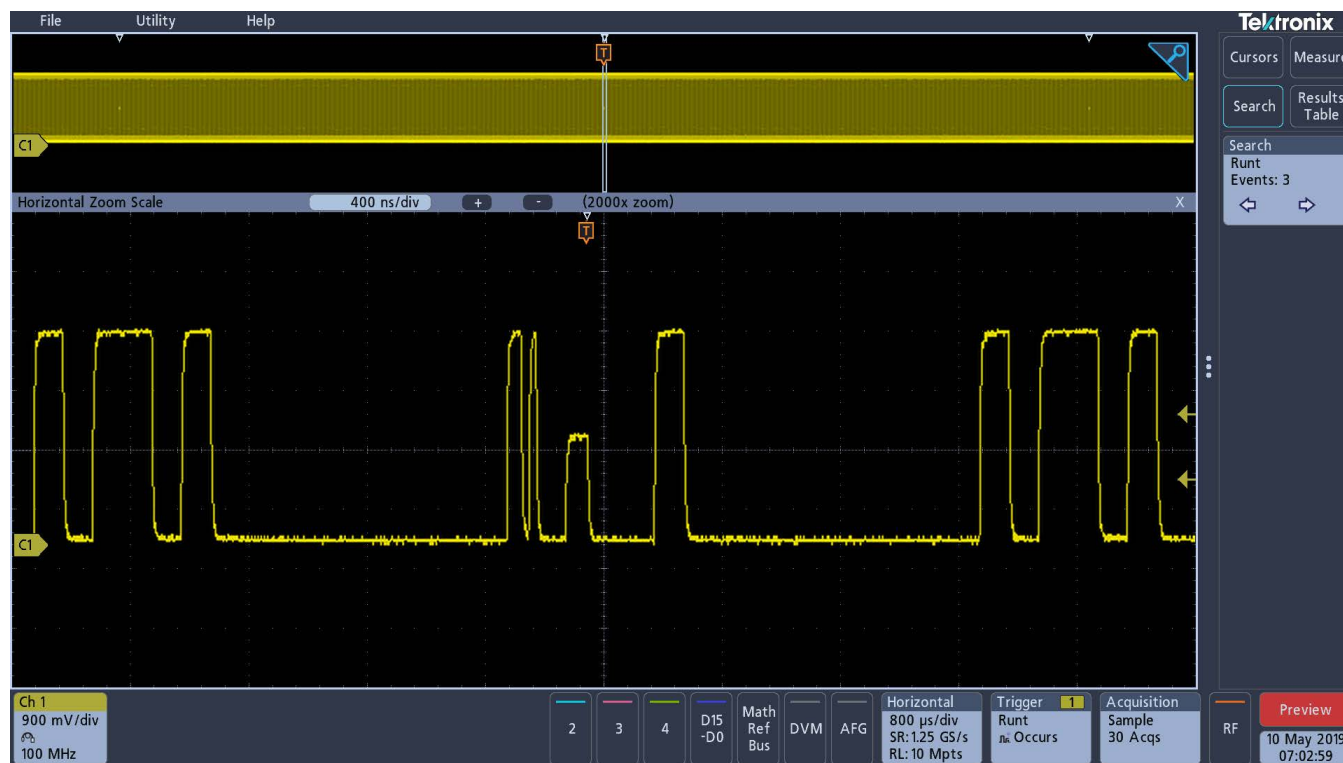 File Utility Help
Tektronix
T
Cursors
Measure
Search
Results
Table
C1
Search
Runt
Events: 3
Horizontal Zoom Scale 400 ns/div + - (2000x zoom) X
T
C1
Ch 1
900 mV/div
100 MHz
2
3
4
D15
-D0
Math
Ref
Bus
DVM
AFG
Horizontal
800 µs/div
SR: 1.25 GS/s
RL: 10 Mpts
Trigger 1
Runt
Occurs
Acquisition
Sample
30 Acqs
RF
Preview
10 May 2019
07:02:59